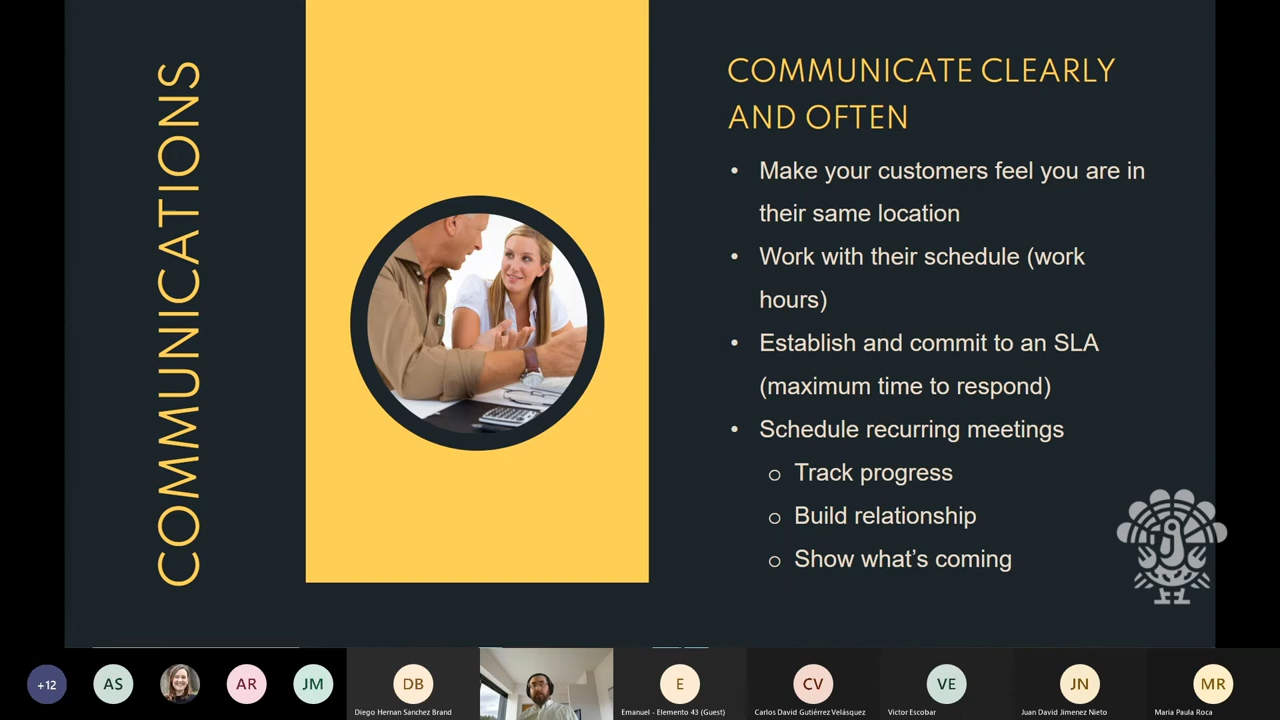 COMMUNICATIONS
COMMUNICATE CLEARLY
AND OFTEN
• Make your customers feel you are in
their same location
• Work with their schedule (work
hours)
• Establish and commit to an SLA
(maximum time to respond)
• Schedule recurring meetings
o Track progress
o Build relationship
o Show what's coming
+12
AS
AR
JM
DB
Diego Hernan Sanchez Brand
E
Emanuel - Elemento 43 (Guest)
CV
Carlos David Gutiérrez Velásquez
VE
Victor Escobar
JN
Juan David Jimenez Nieto
MR
Maria Paula Roca